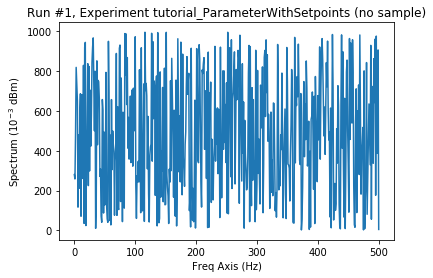 Run #1, Experiment tutorial_ParameterWithSetpoints (no sample)
1000
800
600
400
200
0
Spectrum (10⁻³ dBm)
0 100 200 300 400 500
Freq Axis (Hz)